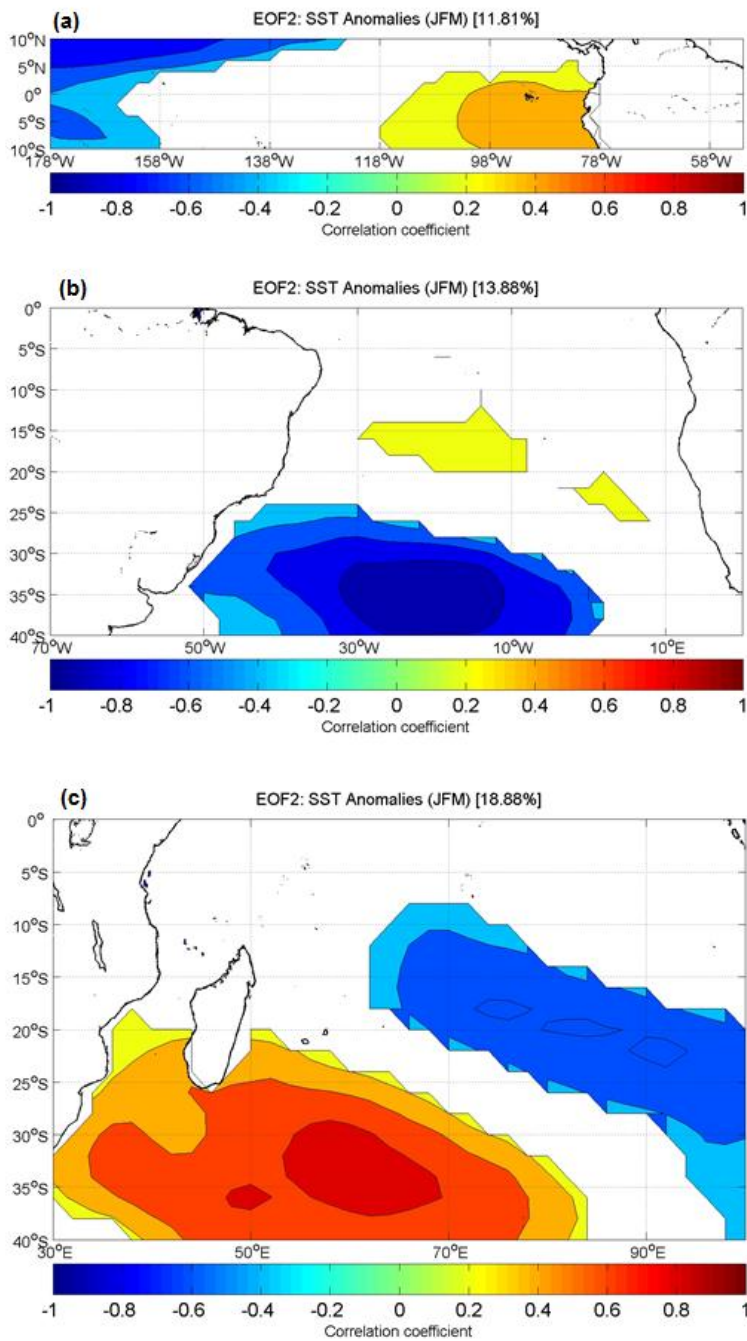 (a) EOF2: SST Anomalies (JFM) [11.81%]
10°N
5°N
0°
5°S
10°S
178°W 158°W 138°W 118°W 98°W 78°W 58°W
-1 -0.8 -0.6 -0.4 -0.2 0 0.2 0.4 0.6 0.8 1
Correlation coefficient
(b) EOF2: SST Anomalies (JFM) [13.88%]
0°
5°S
10°S
15°S
20°S
25°S
30°S
35°S
40°S
70°W 50°W 30°W 10°W 10°E
-1 -0.8 -0.6 -0.4 -0.2 0 0.2 0.4 0.6 0.8 1
Correlation coefficient
(c) EOF2: SST Anomalies (JFM) [18.88%]
0°
5°S
10°S
15°S
20°S
25°S
30°S
35°S
40°S
30°E 50°E 70°E 90°E
-1 -0.8 -0.6 -0.4 -0.2 0 0.2 0.4 0.6 0.8 1
Correlation coefficient